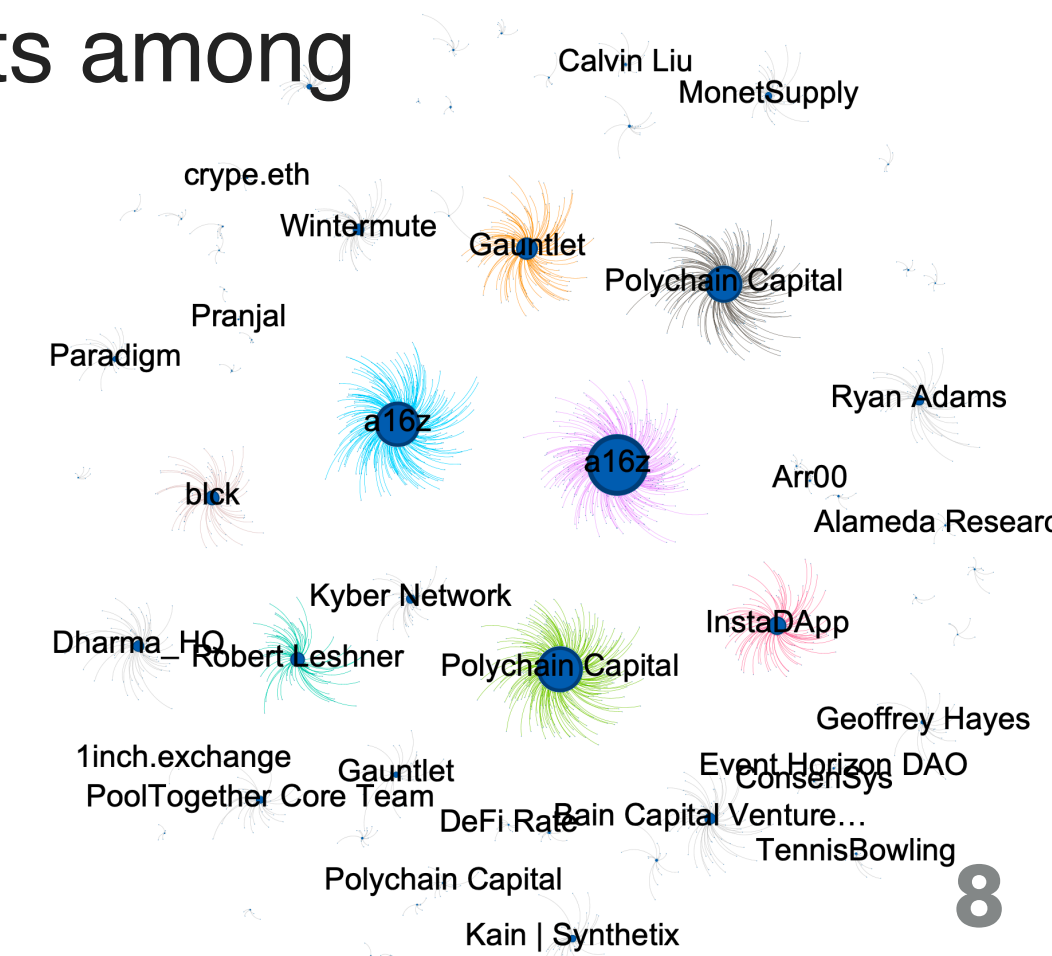 ts among
Calvin Liu
MonetSupply
crype.eth
Wintermute
Gauntlet
Polychain Capital
Pranjal
Paradigm
a16z
Ryan Adams
a16z
Arr00
blck
Alameda Researc
Kyber Network
InstaDApp
Dharma_HQ
Robert Leshner
Polychain Capital
Geoffrey Hayes
1inch.exchange
Gauntlet
Event Horizon DAO
ConsenSys
PoolTogether Core Team
DeFi Rate
Bain Capital Venture…
TennisBowling
Polychain Capital
8
Kain | Synthetix